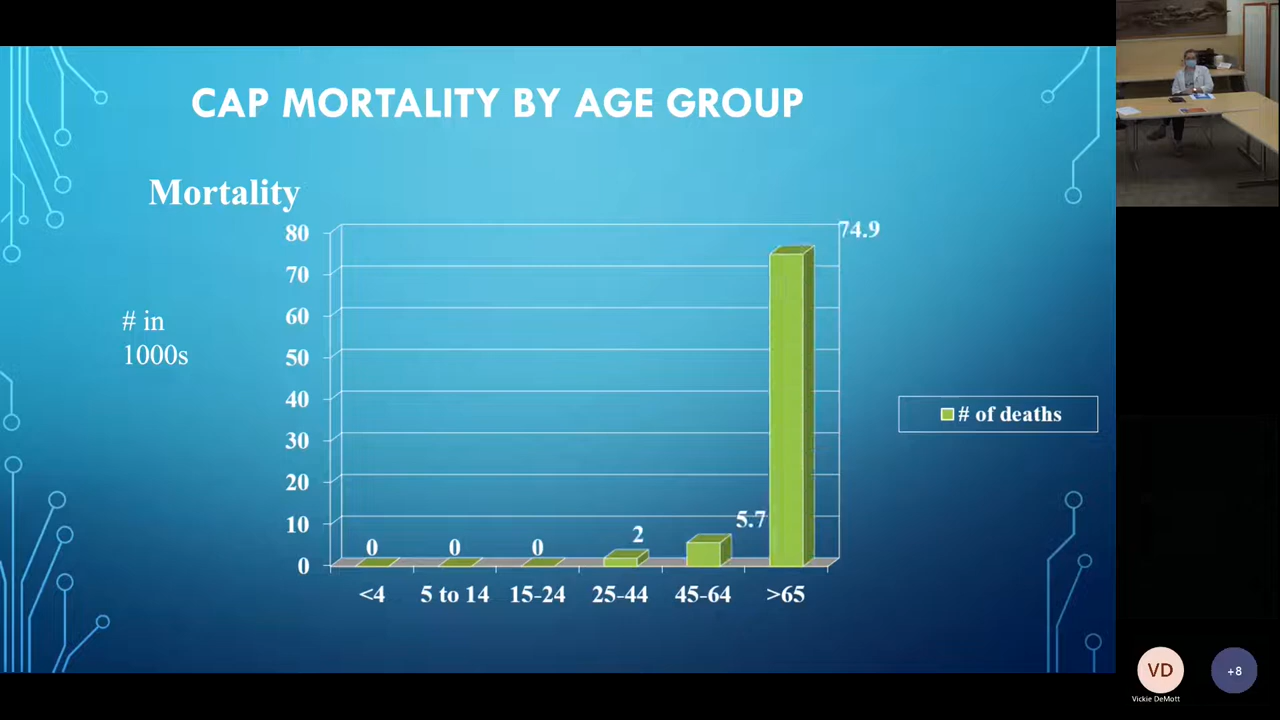 CAP MORTALITY BY AGE GROUP
Mortality
# in
1000s
80
70
60
50
40
30
20
10
0
0
0
0
2
5.7
74.9
<4
5 to 14
15-24
25-44
45-64
>65
# of deaths
VD
Vickie DeMott
+8